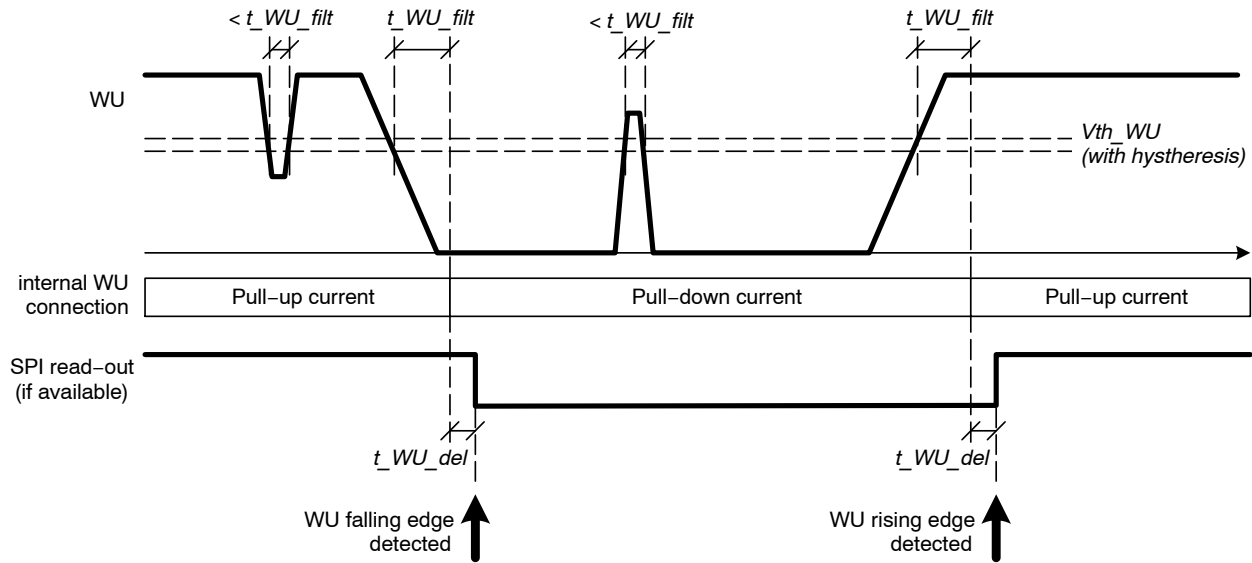 < t_WU_filt
t_WU_filt
< t_WU_filt
t_WU_filt
WU
Vth_WU
(with hystheresis)
internal WU
connection
Pull-up current
Pull-down current
Pull-up current
SPI read-out
(if available)
t_WU_del
t_WU_del
WU falling edge
detected
WU rising edge
detected